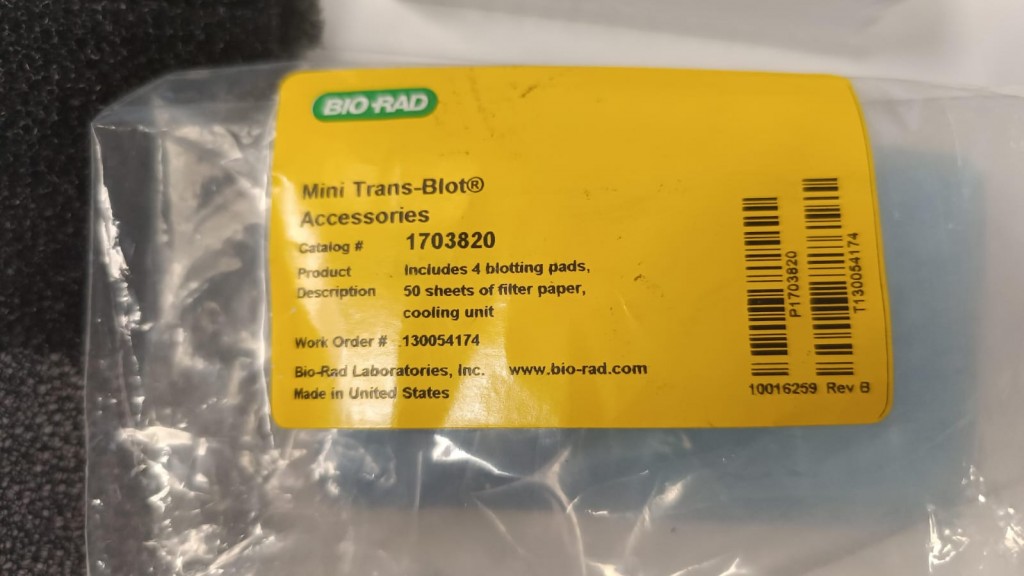 BIO-RAD
Mini Trans-Blot®
Accessories
Catalog # 1703820
Product Includes 4 blotting pads,
Description 50 sheets of filter paper,
cooling unit
Work Order # 130054174
Bio-Rad Laboratories, Inc. www.bio-rad.com
Made in United States
P1703820
T130054174
10016259 Rev B